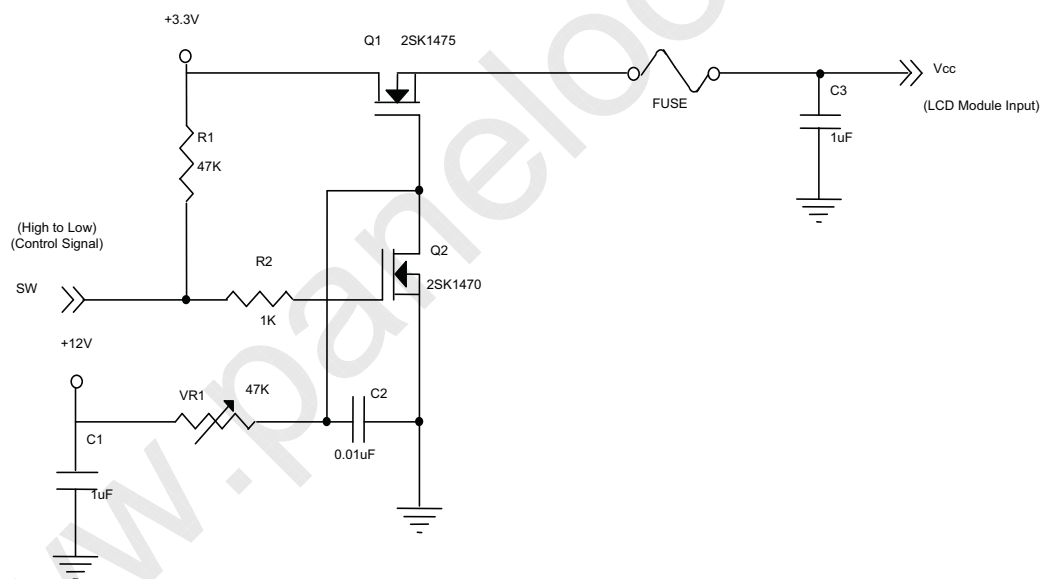 +3.3V
Q1 2SK1475
FUSE
Vcc
(LCD Module Input)
C3
1uF
R1
47K
(High to Low)
(Control Signal)
SW
R2
1K
Q2
2SK1470
+12V
VR1
47K
C2
0.01uF
C1
1uF
w.paneloo